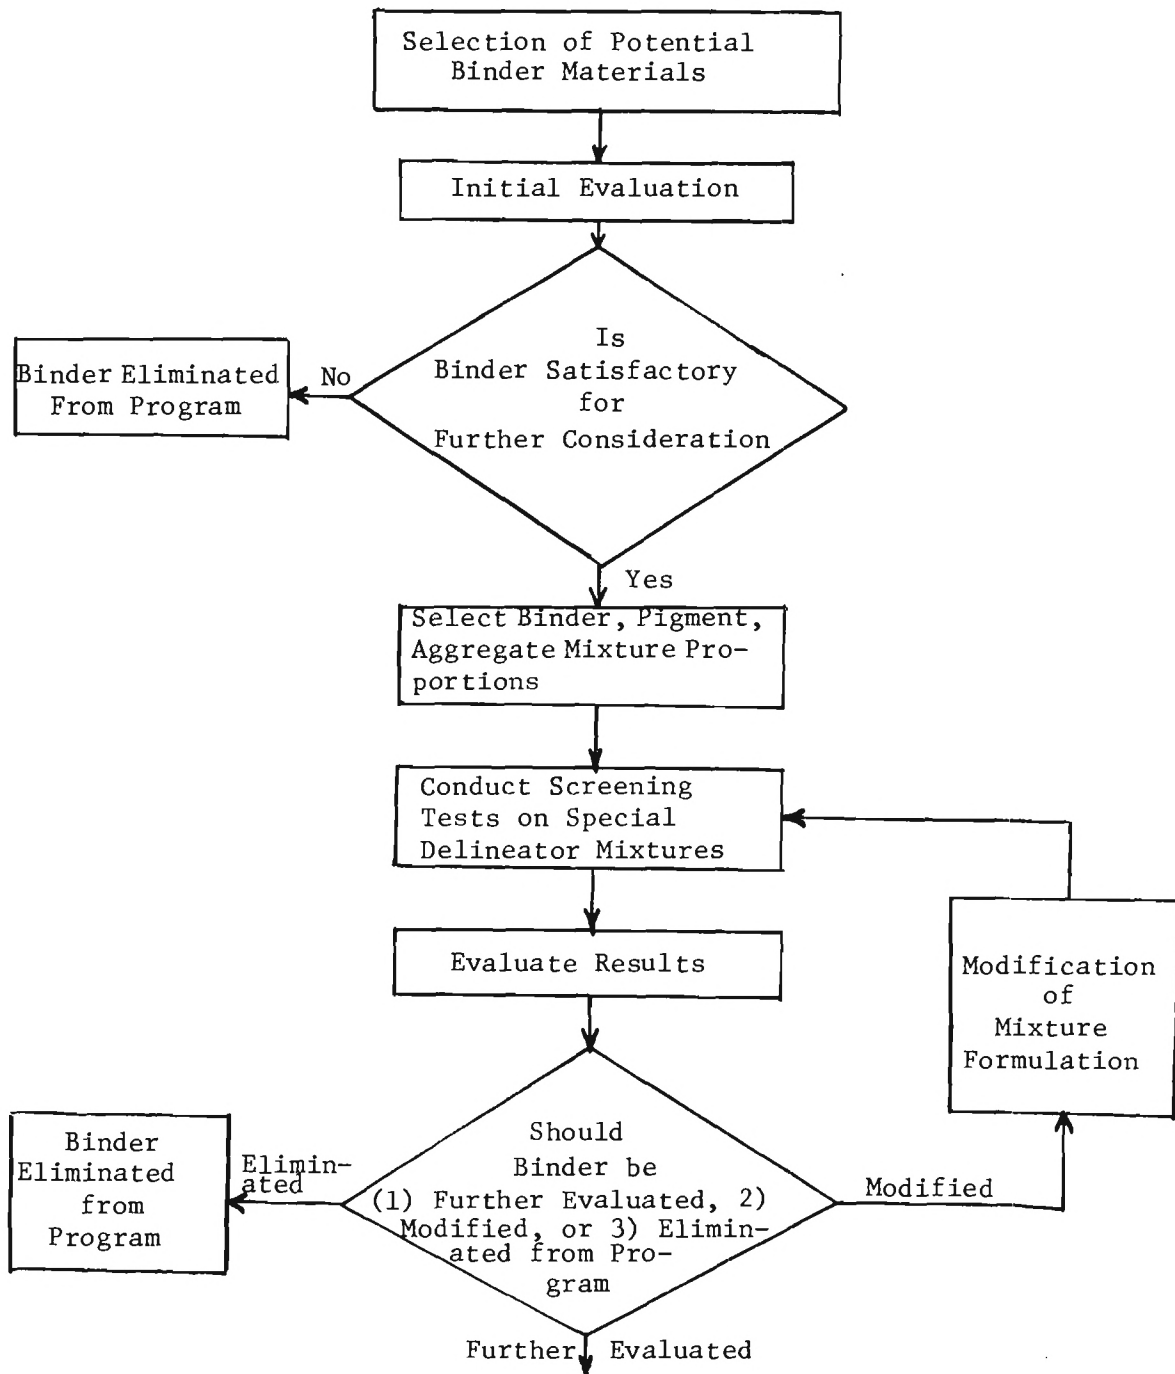 Selection of Potential
Binder Materials
Initial Evaluation
Is
Binder Satisfactory
for
Further Consideration
No
Binder Eliminated
From Program
Yes
Select Binder, Pigment,
Aggregate Mixture Pro-
portions
Conduct Screening
Tests on Special
Delineator Mixtures
Evaluate Results
Modification
of
Mixture
Formulation
Should
Binder be
(1) Further Evaluated, 2)
Modified, or 3) Elimin-
ated from Pro-
gram
Elimin-
ated
Binder
Eliminated
from
Program
Modified
Further Evaluated